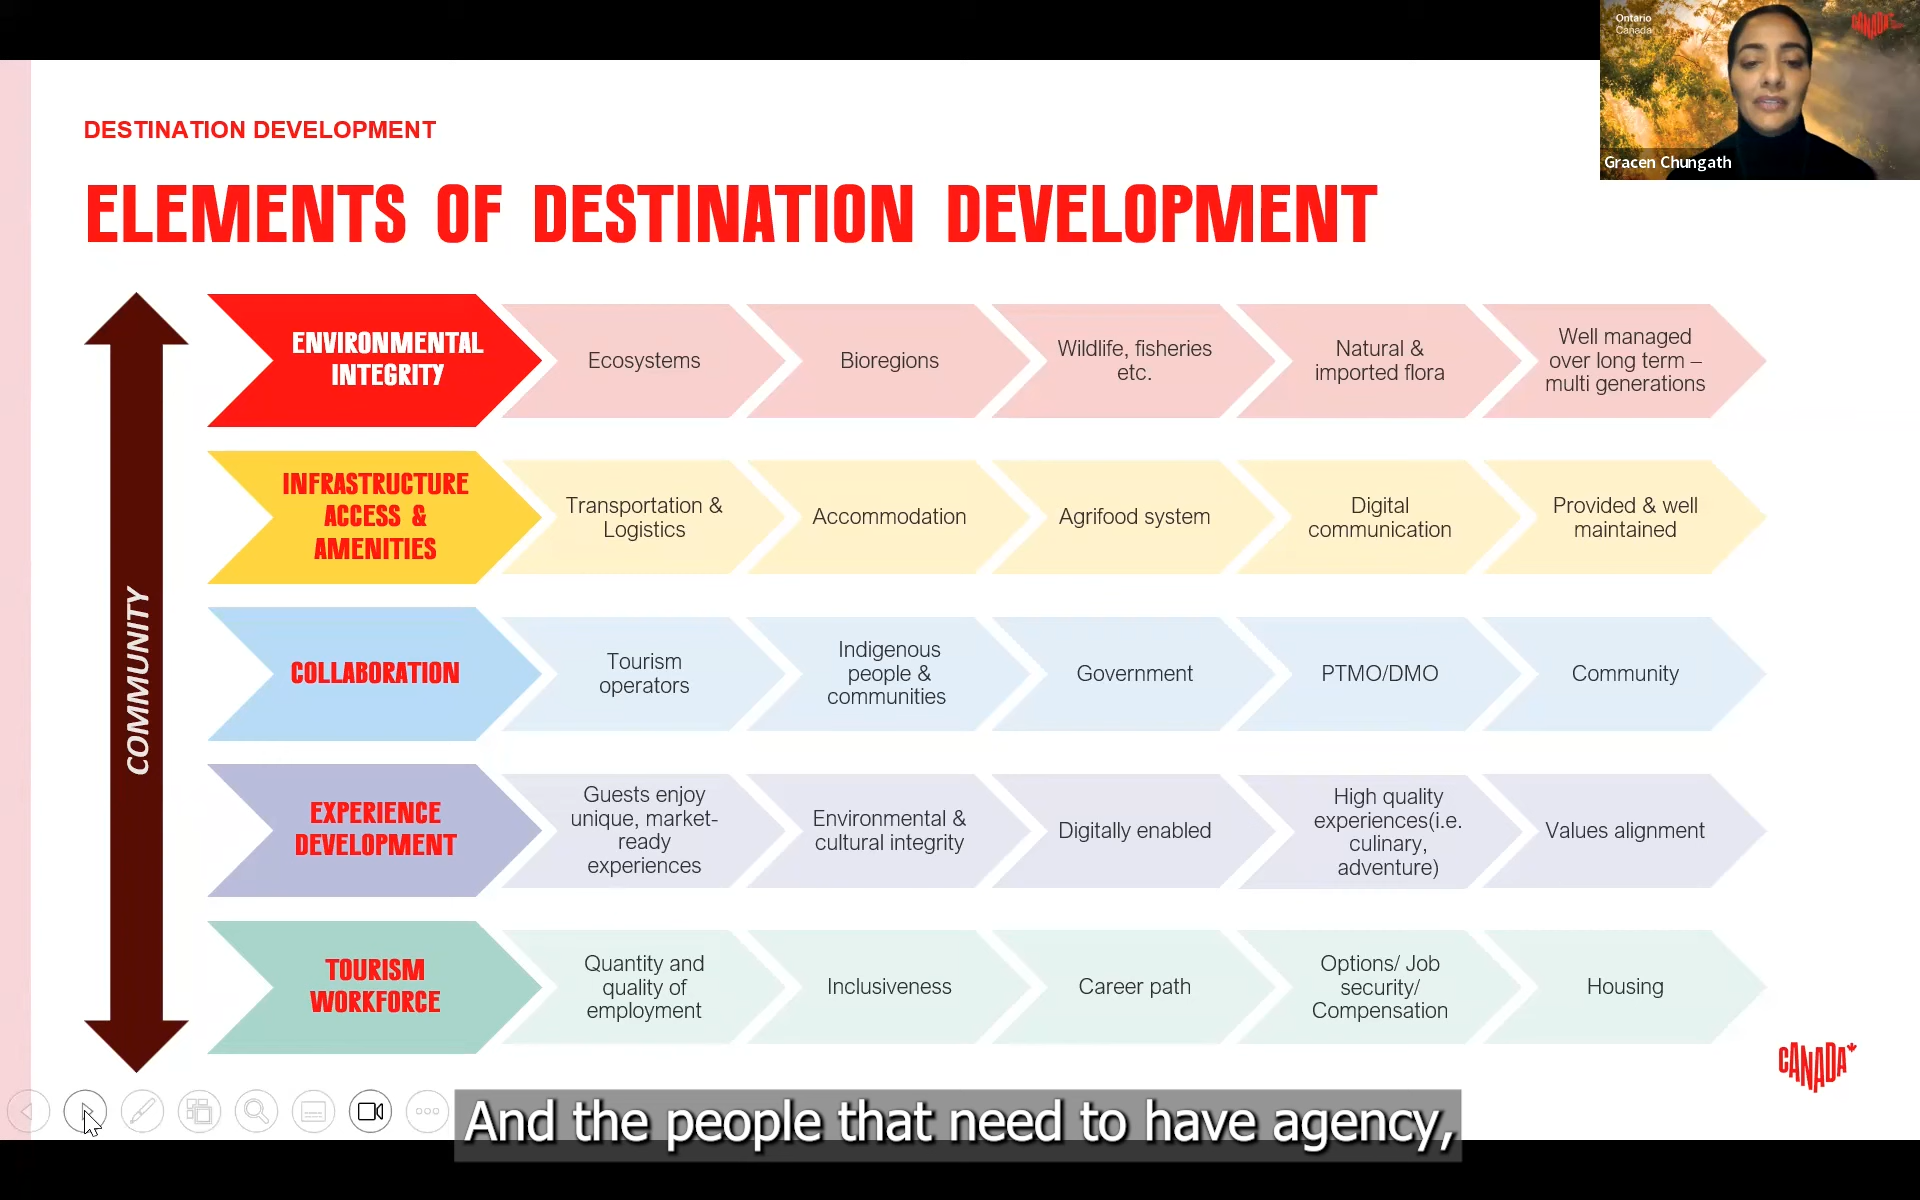 Ontario
Canada
CANADA
Gracen Chungath
DESTINATION DEVELOPMENT
ELEMENTS OF DESTINATION DEVELOPMENT
COMMUNITY
ENVIRONMENTAL
INTEGRITY
Ecosystems
Bioregions
Wildlife, fisheries
etc.
Natural &
imported flora
Well managed
over long term –
multi generations
INFRASTRUCTURE
ACCESS &
AMENITIES
Transportation &
Logistics
Accommodation
Agrifood system
Digital
communication
Provided & well
maintained
COLLABORATION
Tourism
operators
Indigenous
people &
communities
Government
PTMO/DMO
Community
EXPERIENCE
DEVELOPMENT
Guests enjoy
unique, market-
ready
experiences
Environmental &
cultural integrity
Digitally enabled
High quality
experiences(i.e.
culinary,
adventure)
Values alignment
TOURISM
WORKFORCE
Quantity and
quality of
employment
Inclusiveness
Career path
Options/ Job
security/
Compensation
Housing
CANADA
And the people that need to have agency,